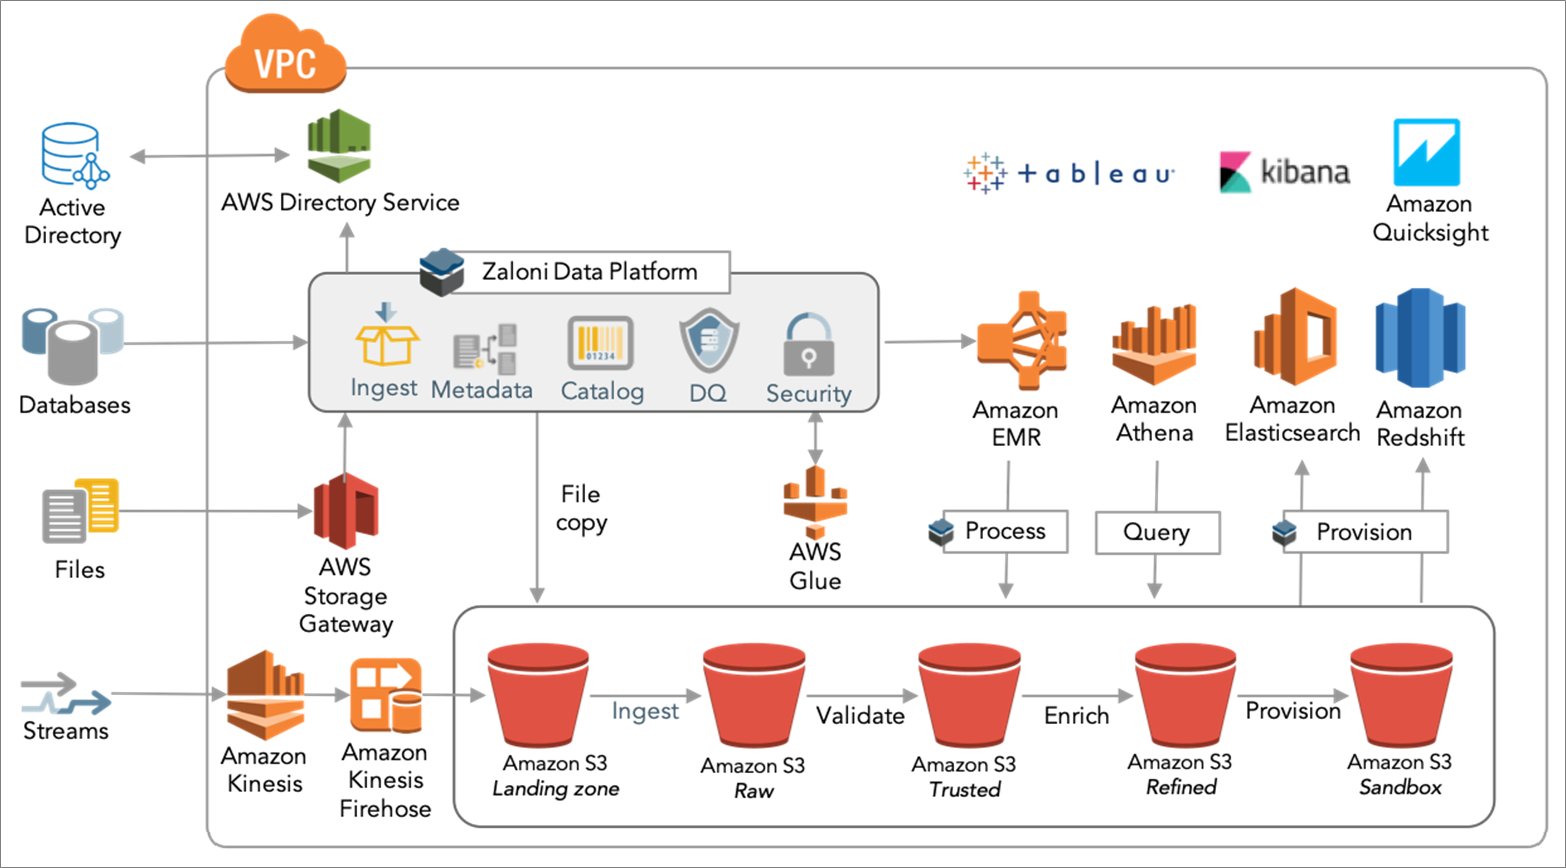 VPC
Active
Directory
AWS Directory Service
tableau
kibana
Amazon
Quicksight
Zaloni Data Platform
Databases
01234
Ingest
Metadata
Catalog
DQ
Security
Amazon
EMR
Amazon
Athena
Amazon
Elasticsearch
Amazon
Redshift
Files
AWS
Storage
Gateway
File
copy
AWS
Glue
Process
Query
Provision
Streams
Amazon
Kinesis
Amazon
Kinesis
Firehose
Ingest
Validate
Enrich
Provision
Amazon S3
Landing zone
Amazon S3
Raw
Amazon S3
Trusted
Amazon S3
Refined
Amazon S3
Sandbox